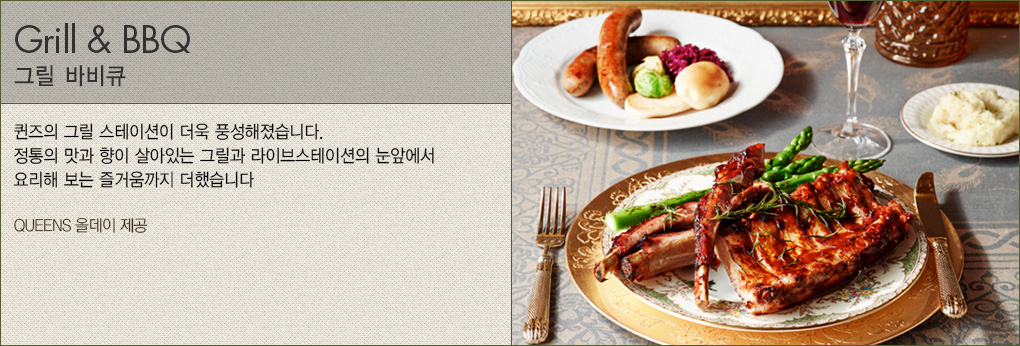 Grill & BBQ
그릴 바비큐
퀸즈의 그릴 스테이션이 더욱 풍성해졌습니다.
정통의 맛과 향이 살아있는 그릴과 라이브스테이션의 눈앞에서
요리해 보는 즐거움까지 더했습니다
QUEENS 올데이 제공